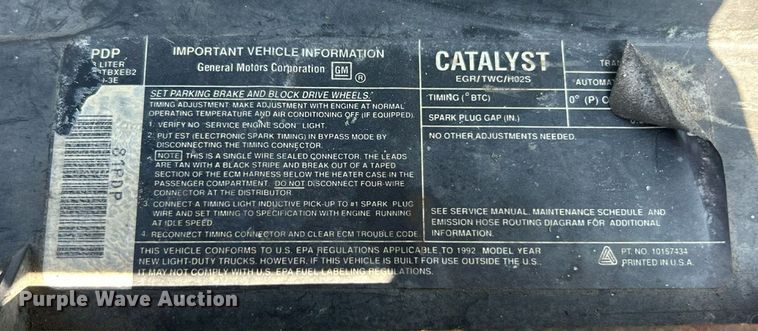 PDP
LITER
TBXEB2
-3E
84PDP
IMPORTANT VEHICLE INFORMATION
General Motors Corporation GM ®
SET PARKING BRAKE AND BLOCK DRIVE WHEELS.
TIMING ADJUSTMENT: MAKE ADJUSTMENT WITH ENGINE AT NORMAL
OPERATING TEMPERATURE AND AIR CONDITIONING OFF (IF EQUIPPED).
1. VERIFY NO SERVICE ENGINE SOON LIGHT.
2. PUT EST (ELECTRONIC SPARK TIMING) IN BYPASS MODE BY
DISCONNECTING THE TIMING CONNECTOR.
NOTE THIS IS A SINGLE WIRE SEALED CONNECTOR. THE LEADS
ARE TAN WITH A BLACK STRIPE AND BREAK OUT OF A TAPED
SECTION OF THE ECM HARNESS BELOW THE HEATER CASE IN THE
PASSENGER COMPARTMENT. DO NOT DISCONNECT FOUR-WIRE
CONNECTOR AT THE DISTRIBUTOR.
3. CONNECT A TIMING LIGHT INDUCTIVE PICK-UP TO #1 SPARK PLUG
WIRE AND SET TIMING TO SPECIFICATION WITH ENGINE RUNNING
AT IDLE SPEED.
4. RECONNECT TIMING CONNECTOR AND CLEAR ECM TROUBLE CODE.
THIS VEHICLE CONFORMS TO U.S. EPA REGULATIONS APPLICABLE TO 1992 MODEL YEAR
NEW LIGHT-DUTY TRUCKS. HOWEVER, IF THIS VEHICLE IS BUILT FOR USE OUTSIDE THE U.S.
IT MAY NOT COMPLY WITH U.S. EPA FUEL LABELING REGULATIONS.
CATALYST
EGR/TWC/HO2S
TRANS
AUTOMAT
TIMING (°BTC)
0° (P) O
SPARK PLUG GAP (IN.)
NO OTHER ADJUSTMENTS NEEDED.
SEE SERVICE MANUAL, MAINTENANCE SCHEDULE AND
EMISSION HOSE ROUTING DIAGRAM FOR ADDITIONAL
INFORMATION.
PT. NO. 10157434
PRINTED IN U.S.A.
Purple Wave Auction